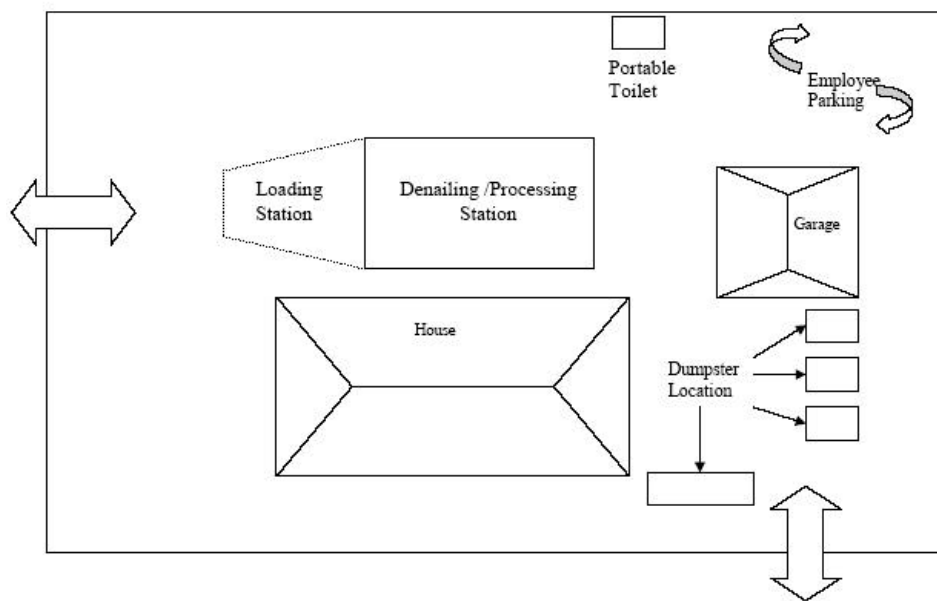 Portable
Toilet
Employee
Parking
Loading
Station
Denailing /Processing
Station
Garage
House
Dumpster
Location